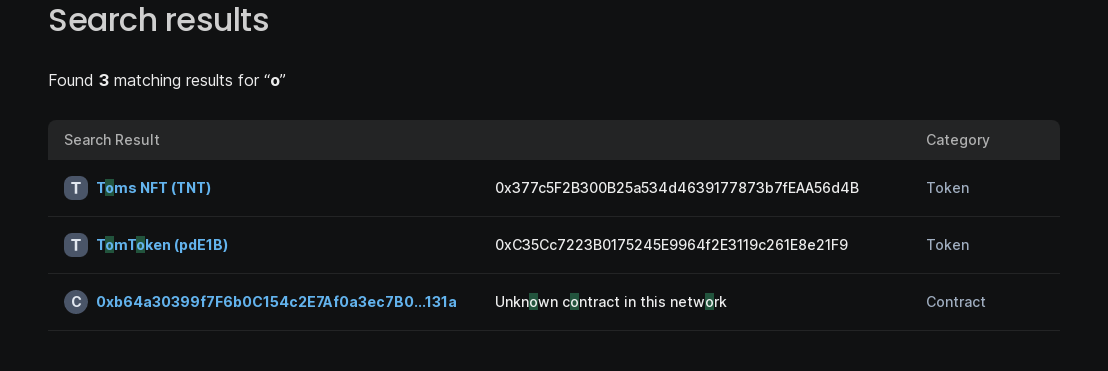 Search results
Found 3 matching results for “o”
Search Result Category
T Toms NFT (TNT) 0x377c5F2B300B25a534d4639177873b7fEAA56d4B Token
T TomToken (pdE1B) 0xC35Cc7223B0175245E9964f2E3119c261E8e21F9 Token
C 0xb64a30399f7F6b0C154c2E7Af0a3ec7B0...131a Unknown contract in this network Contract